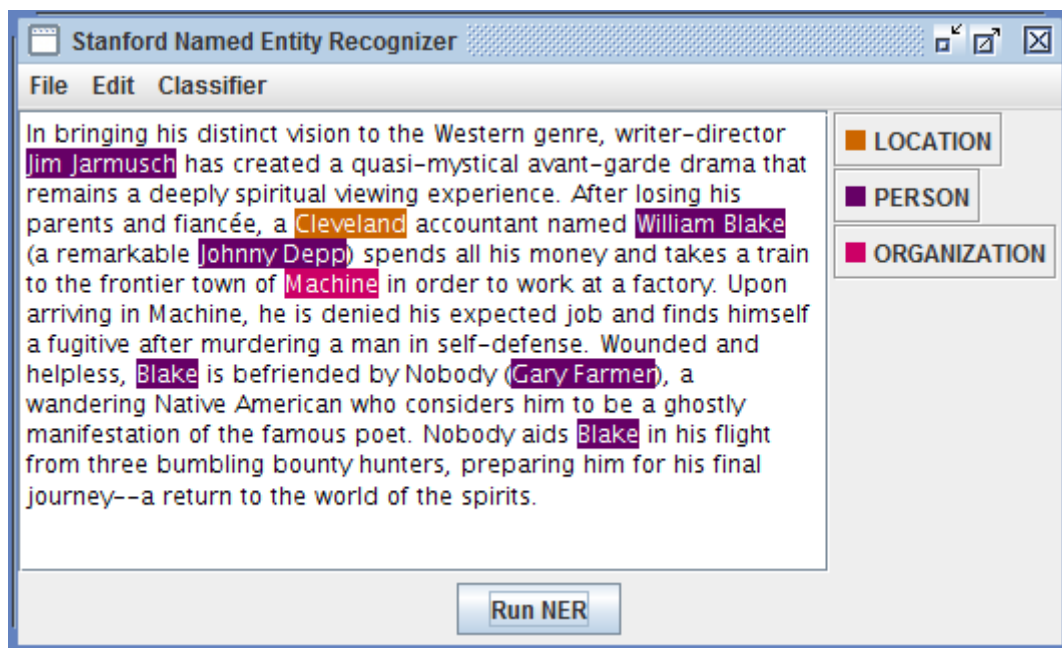 Stanford Named Entity Recognizer
File Edit Classifier
In bringing his distinct vision to the Western genre, writer-director
Jim Jarmusch has created a quasi-mystical avant-garde drama that
remains a deeply spiritual viewing experience. After losing his
parents and fiancée, a Cleveland accountant named William Blake
(a remarkable Johnny Depp) spends all his money and takes a train
to the frontier town of Machine in order to work at a factory. Upon
arriving in Machine, he is denied his expected job and finds himself
a fugitive after murdering a man in self-defense. Wounded and
helpless, Blake is befriended by Nobody (Gary Farmer), a
wandering Native American who considers him to be a ghostly
manifestation of the famous poet. Nobody aids Blake in his flight
from three bumbling bounty hunters, preparing him for his final
journey--a return to the world of the spirits.
LOCATION
PERSON
ORGANIZATION
Run NER